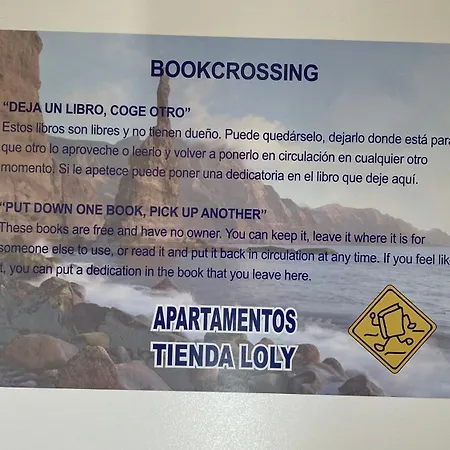 BOOKCROSSING
“DEJA UN LIBRO, COGE OTRO”
Estos libros son libres y no tienen dueño. Puede quedárselo, dejarlo donde está para
que otro lo aproveche o leerlo y volver a ponerlo en circulación en cualquier otro
momento. Si le apetece puede poner una dedicatoria en el libro que deje aquí.
“PUT DOWN ONE BOOK, PICK UP ANOTHER”
These books are free and have no owner. You can keep it, leave it where it is for
someone else to use, or read it and put it back in circulation at any time. If you feel like
it, you can put a dedication in the book that you leave here.
APARTAMENTOS
TIENDA LOLY